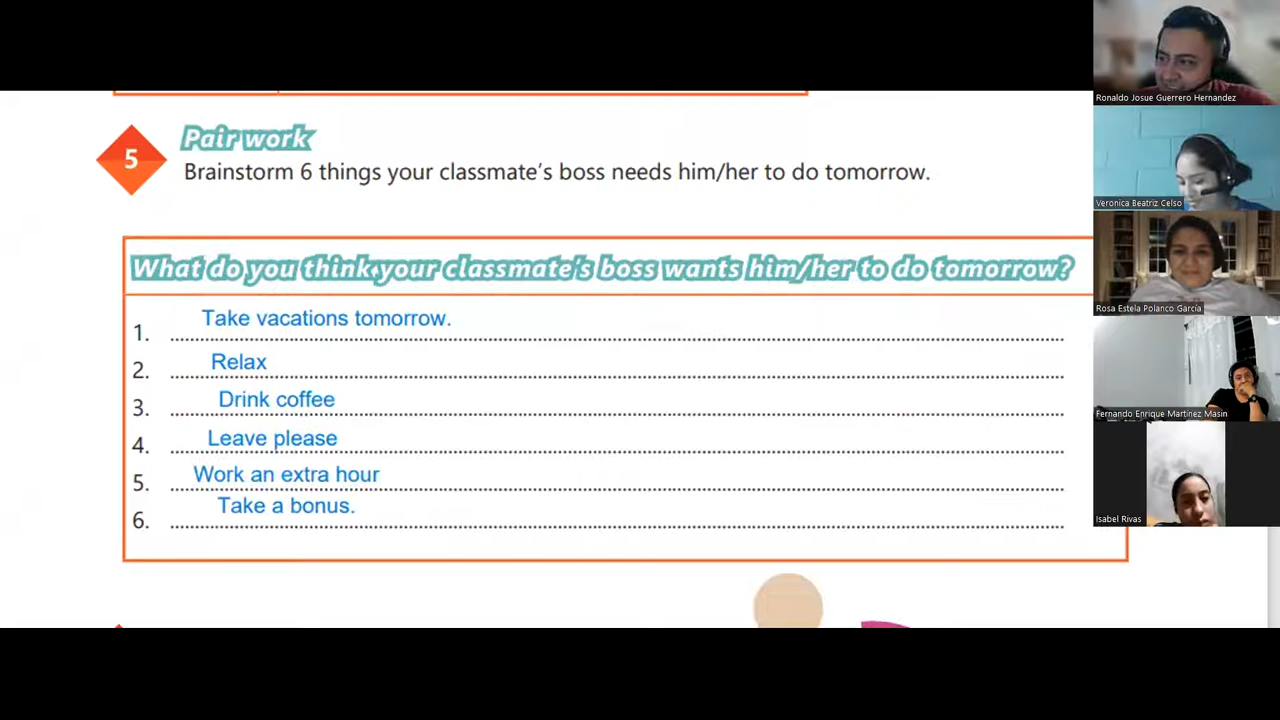 5
Pair work
Brainstorm 6 things your classmate's boss needs him/her to do tomorrow.
What do you think your classmate's boss wants him/her to do tomorrow?
1. Take vacations tomorrow.
2. Relax
3. Drink coffee
4. Leave please
5. Work an extra hour
6. Take a bonus.
Ronaldo Josue Guerrero Hernandez
Veronica Beatriz Celso
Rosa Estela Polanco García
Fernando Enrique Martínez Masin
Isabel Rivas